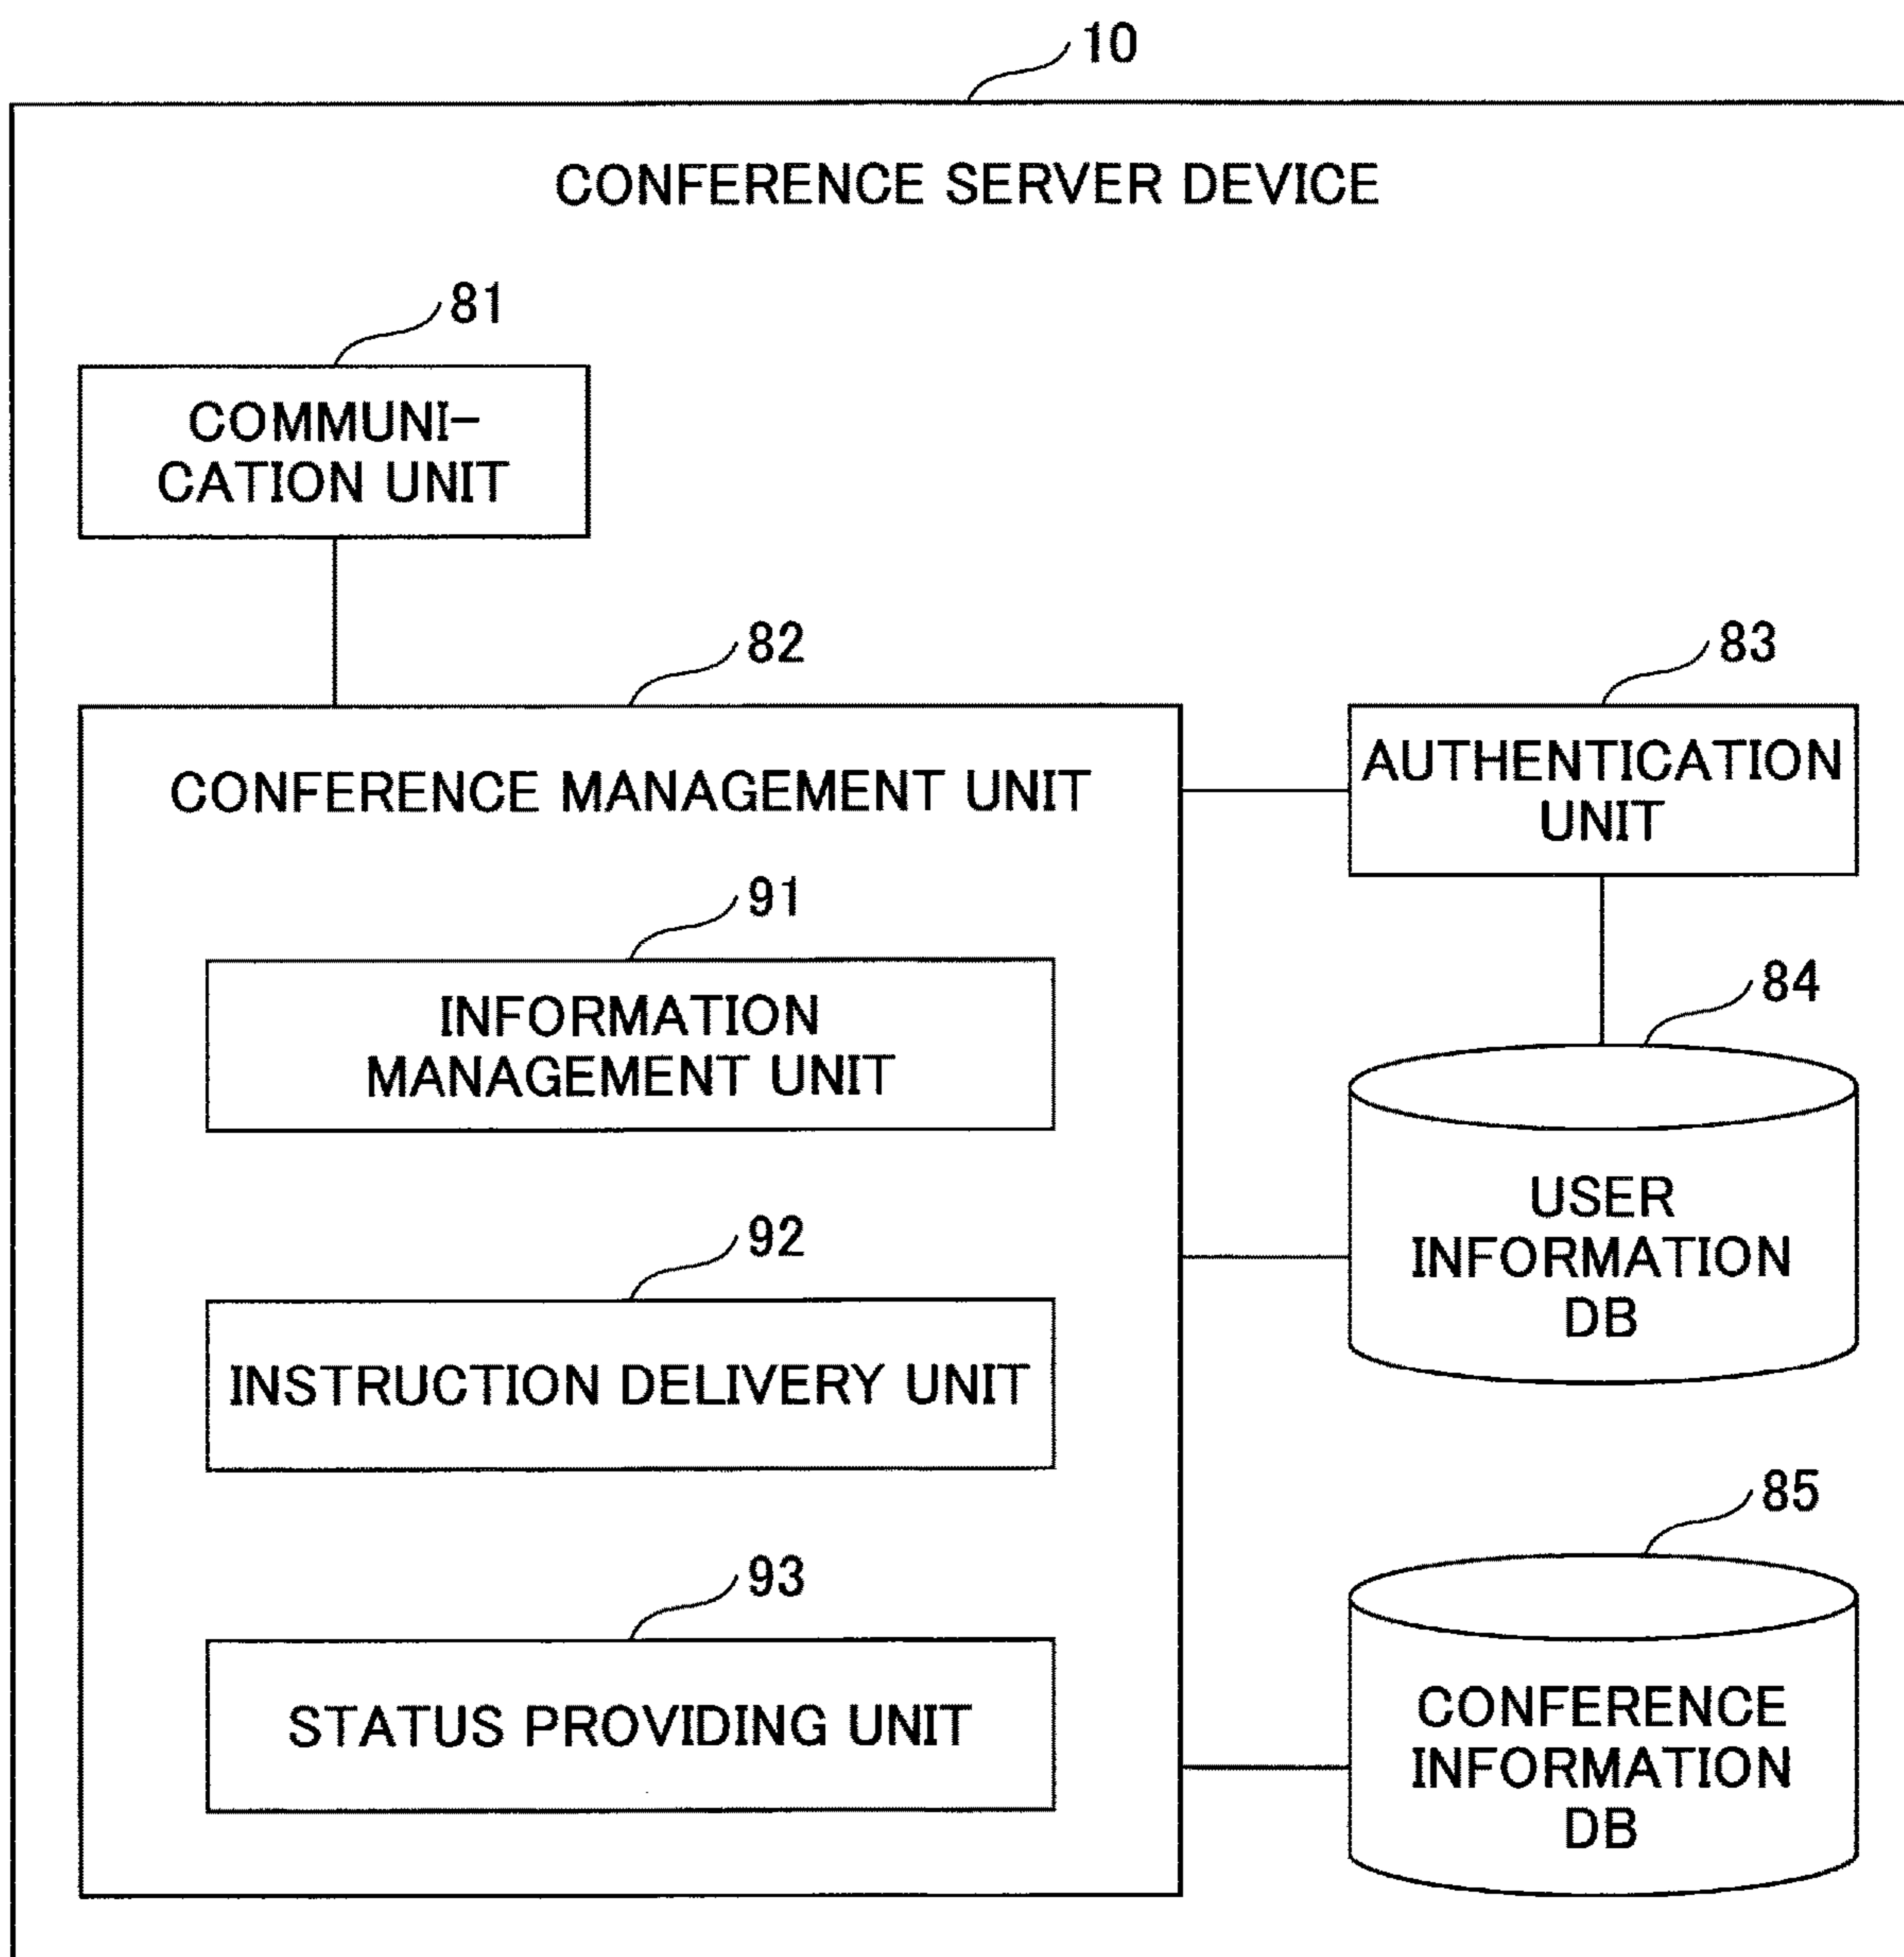 10
CONFERENCE SERVER DEVICE
81
COMMUNI-
CATION UNIT
82
CONFERENCE MANAGEMENT UNIT
91
INFORMATION
MANAGEMENT UNIT
92
INSTRUCTION DELIVERY UNIT
93
STATUS PROVIDING UNIT
83
AUTHENTICATION
UNIT
84
USER
INFORMATION
DB
85
CONFERENCE
INFORMATION
DB